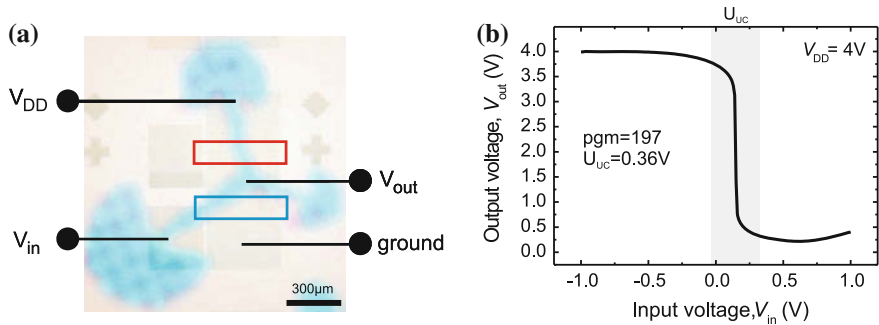 (a)
V_DD
V_out
V_in
ground
300µm
(b)
U_UC
V_DD= 4V
pgm=197
U_UC=0.36V
Output voltage, V_out (V)
4.0
3.5
3.0
2.5
2.0
1.5
1.0
0.5
0.0
-1.0 -0.5 0.0 0.5 1.0
Input voltage,V_in (V)